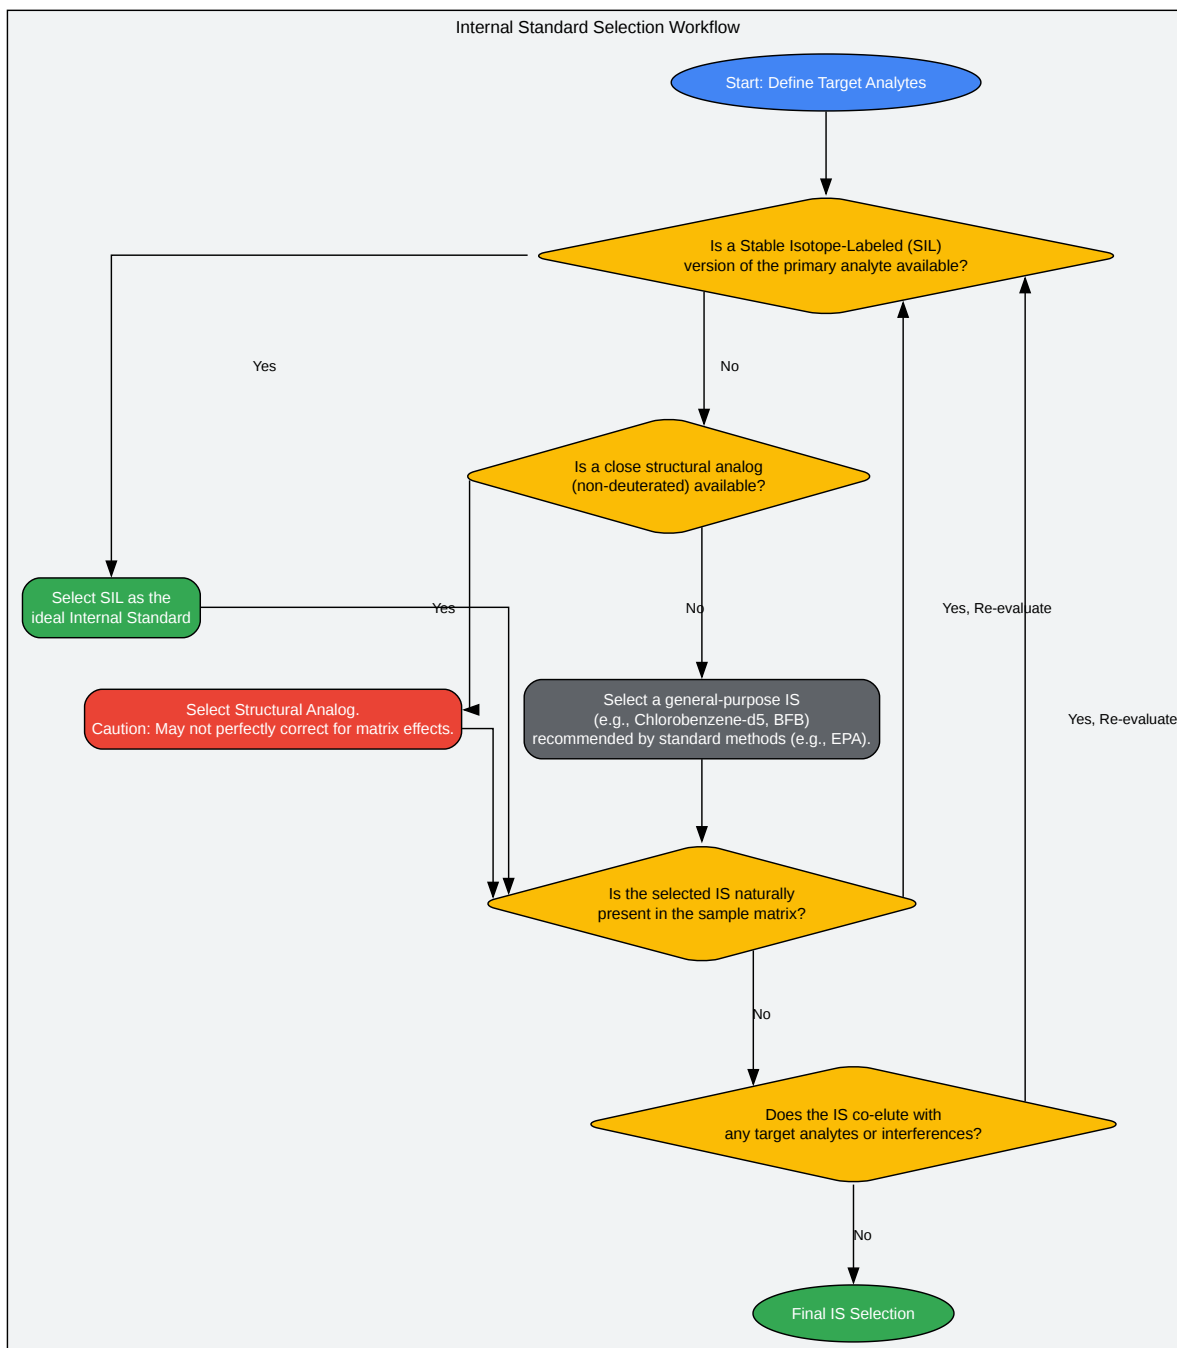 Internal Standard Selection Workflow
Start: Define Target Analytes
Is a Stable Isotope-Labeled (SIL)
version of the primary analyte available?
Yes
No
Is a close structural analog
(non-deuterated) available?
Select SIL as the
ideal Internal Standard
Yes
No
Yes, Re-evaluate
Select Structural Analog.
Caution: May not perfectly correct for matrix effects.
Select a general-purpose IS
(e.g., Chlorobenzene-d5, BFB)
recommended by standard methods (e.g., EPA).
Yes, Re-evaluate
Is the selected IS naturally
present in the sample matrix?
No
Does the IS co-elute with
any target analytes or interferences?
No
Final IS Selection